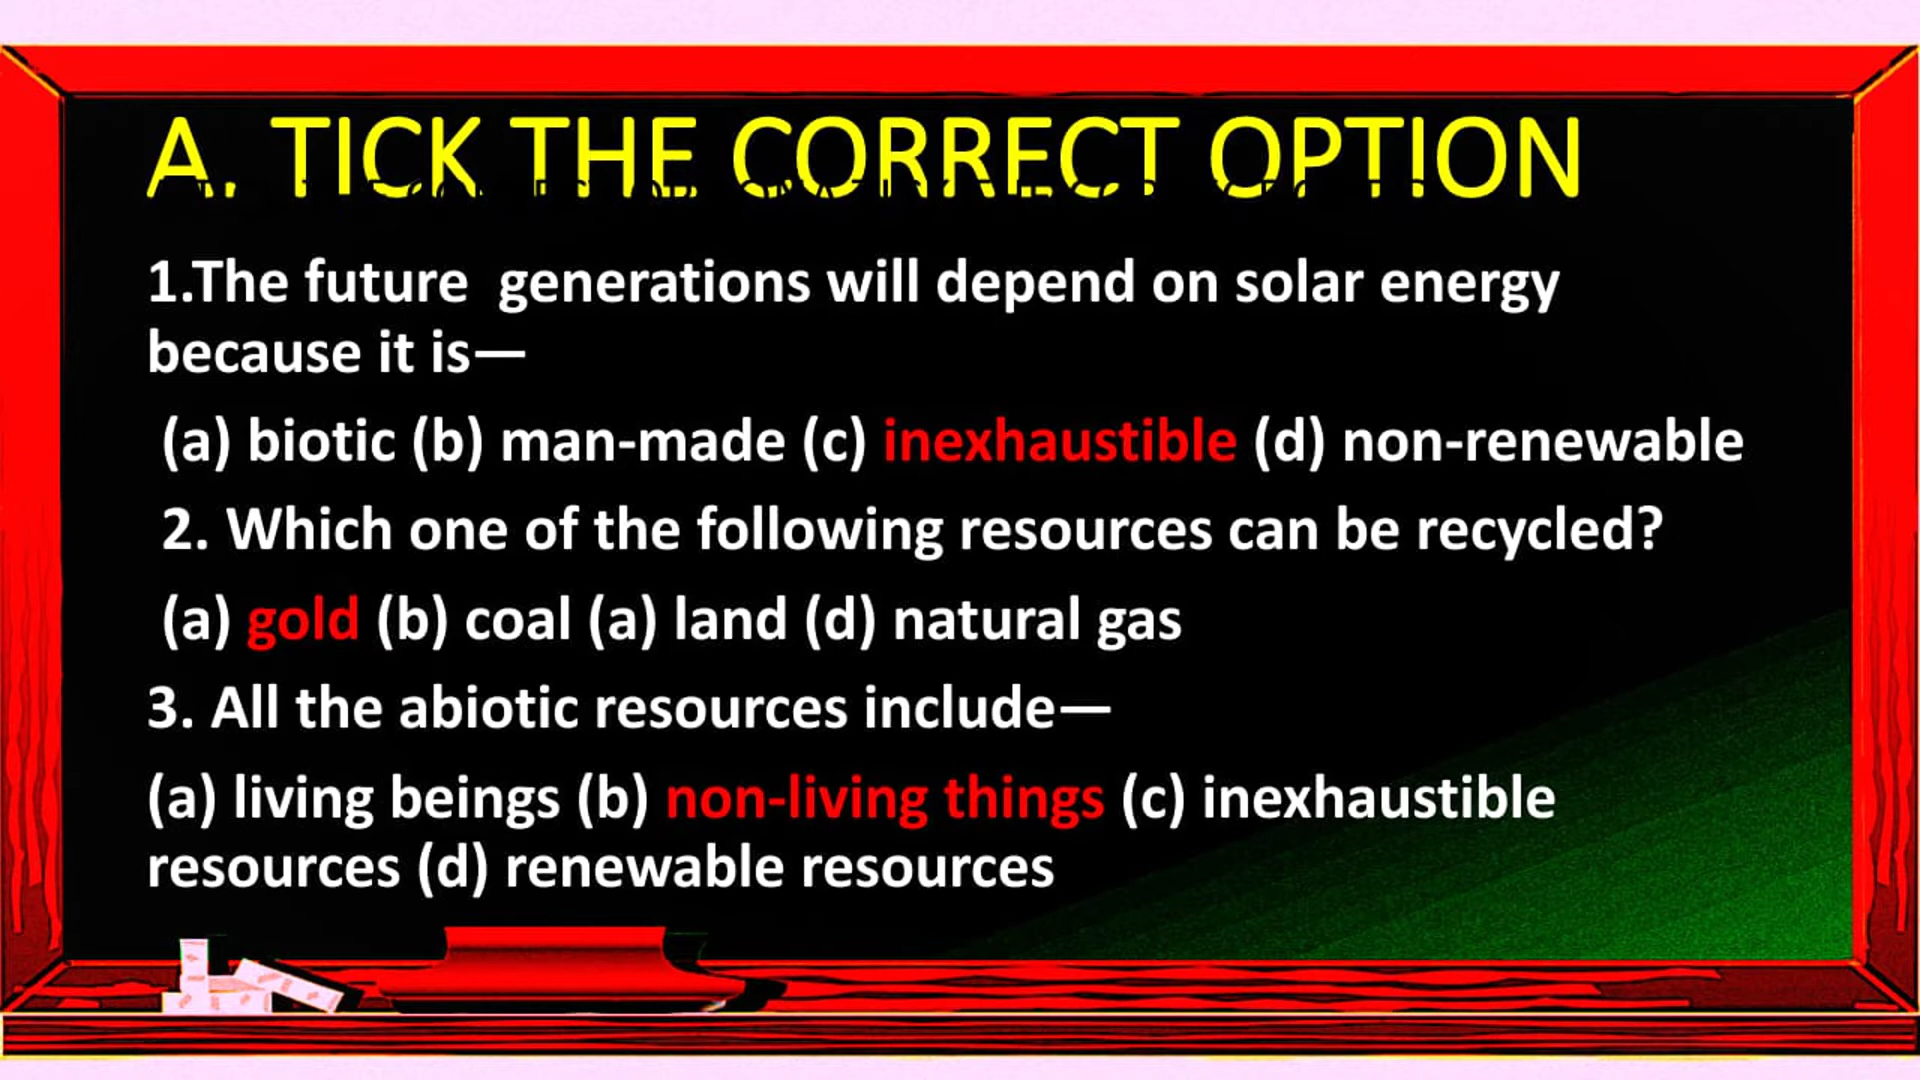 A. TICK THE CORRECT OPTION
1.The future  generations will depend on solar energy
because it is—
(a) biotic (b) man-made (c) inexhaustible (d) non-renewable
2. Which one of the following resources can be recycled?
(a) gold (b) coal (a) land (d) natural gas
3. All the abiotic resources include—
(a) living beings (b) non-living things (c) inexhaustible
resources (d) renewable resources